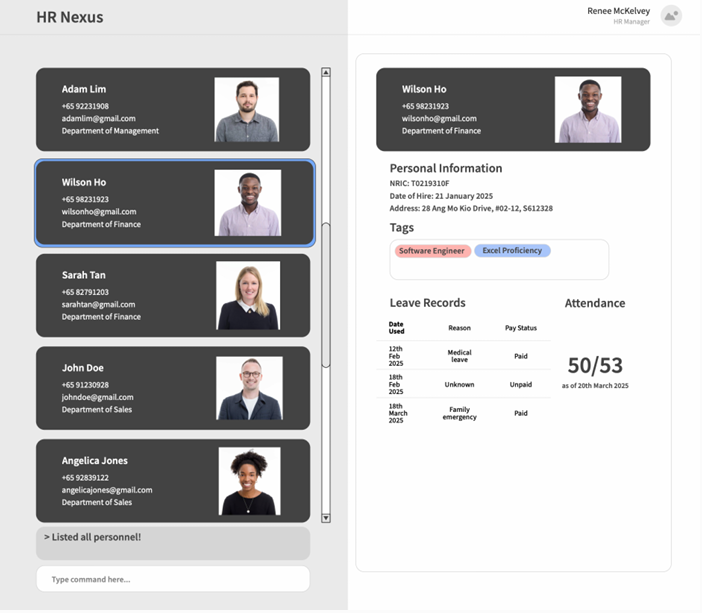 HR Nexus
Renee McKelvey
HR Manager
Adam Lim
+65 92231908
adamlim@gmail.com
Department of Management
Wilson Ho
+65 98231923
wilsonho@gmail.com
Department of Finance
Sarah Tan
+65 82791203
sarahtan@gmail.com
Department of Finance
John Doe
+65 91230928
johndoe@gmail.com
Department of Sales
Angelica Jones
+65 92839122
angelicajones@gmail.com
Department of Sales
> Listed all personnel!
Type command here...
Wilson Ho
+65 98231923
wilsonho@gmail.com
Department of Finance
Personal Information
NRIC: T0219310F
Date of Hire: 21 January 2025
Address: 28 Ang Mo Kio Drive, #02-12, S612328
Tags
Software Engineer Excel Proficiency
Leave Records
Date
Used
Reason
Pay Status
12th
Feb
2025
Medical
leave
Paid
18th
Feb
2025
Unknown
Unpaid
18th
March
2025
Family
emergency
Paid
Attendance
50/53
as of 20th March 2025